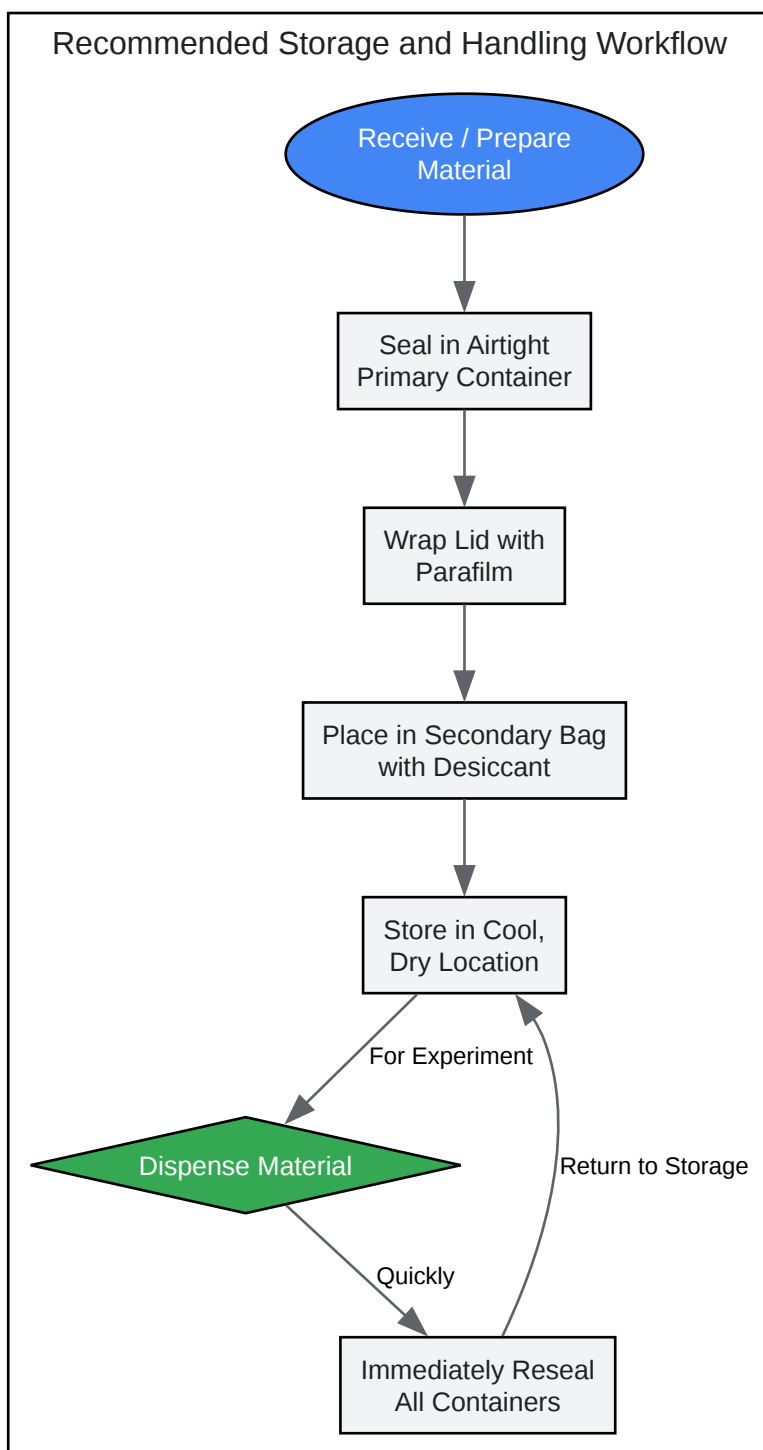 Recommended Storage and Handling Workflow
Receive / Prepare
Material
Seal in Airtight
Primary Container
Wrap Lid with
Parafilm
Place in Secondary Bag
with Desiccant
Store in Cool,
Dry Location
For Experiment
Dispense Material
Return to Storage
Quickly
Immediately Reseal
All Containers